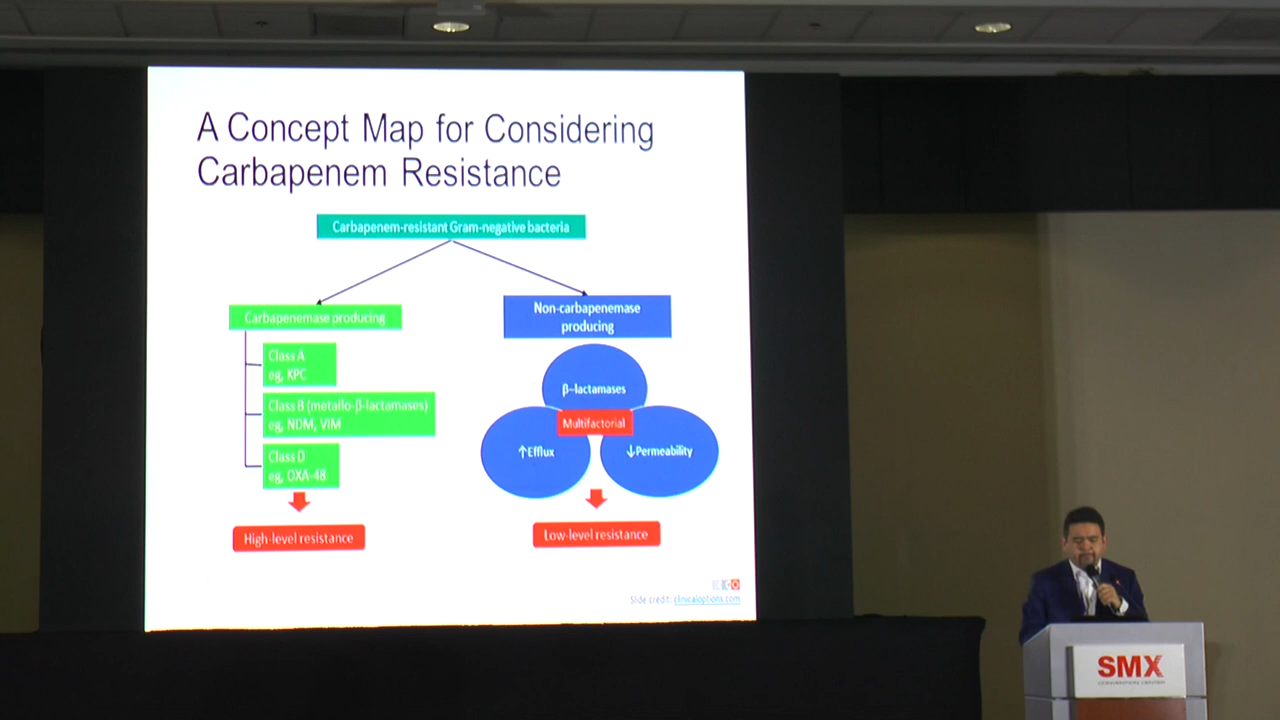 A Concept Map for Considering
Carbapenem Resistance
Carbapenem-resistant Gram-negative bacteria
Carbapenemase producing
Class A
eg, KPC
Class B (metallo-β-lactamases)
eg, NDM, VIM
Class D
eg, OXA-48
High-level resistance
Non-carbapenemase
producing
β–lactamases
Multifactorial
↑Efflux
↓Permeability
Low-level resistance
Slide credit: clinicaloptions.com
SMX
CONVENTION CENTER